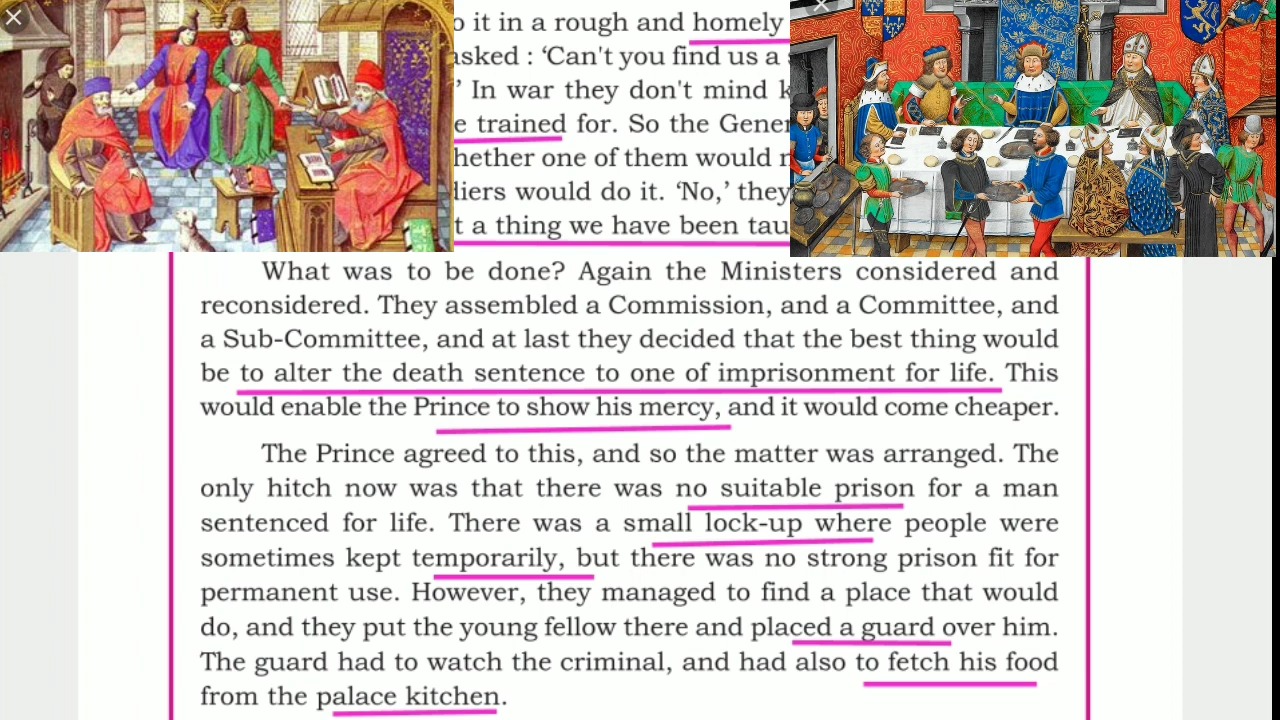 o it in a rough and homely
asked : ‘Can't you find us a
’ In war they don't mind
e trained for. So the Gener
hether one of them would
diers would do it. ‘No,’ they
t a thing we have been tau
What was to be done? Again the Ministers considered and
reconsidered. They assembled a Commission, and a Committee, and
a Sub-Committee, and at last they decided that the best thing would
be to alter the death sentence to one of imprisonment for life. This
would enable the Prince to show his mercy, and it would come cheaper.
The Prince agreed to this, and so the matter was arranged. The
only hitch now was that there was no suitable prison for a man
sentenced for life. There was a small lock-up where people were
sometimes kept temporarily, but there was no strong prison fit for
permanent use. However, they managed to find a place that would
do, and they put the young fellow there and placed a guard over him.
The guard had to watch the criminal, and had also to fetch his food
from the palace kitchen.